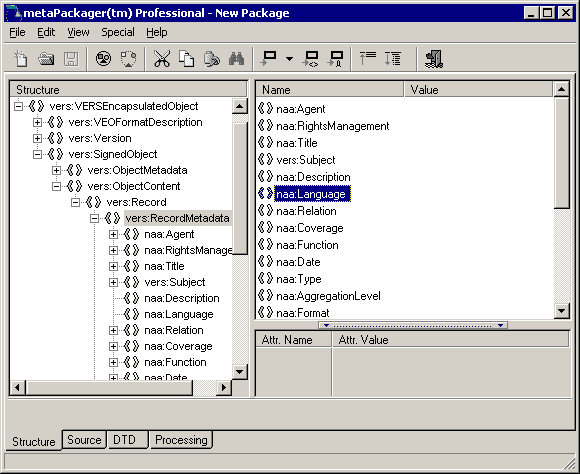 metaPackager(tm) Professional - New Package
File Edit View Special Help
Structure
vers:VERSEncapsulatedObject
vers:VEOFormatDescription
vers:Version
vers:SignedObject
vers:ObjectMetadata
vers:ObjectContent
vers:Record
vers:RecordMetadata
naa:Agent
naa:RightsManage
naa:Title
vers:Subject
naa:Description
naa:Language
naa:Relation
naa:Coverage
naa:Function
naa:Date
Name Value
naa:Agent
naa:RightsManagement
naa:Title
vers:Subject
naa:Description
naa:Language
naa:Relation
naa:Coverage
naa:Function
naa:Date
naa:Type
naa:AggregationLevel
naa:Format
Attr. Name Attr. Value
Structure Source DTD Processing